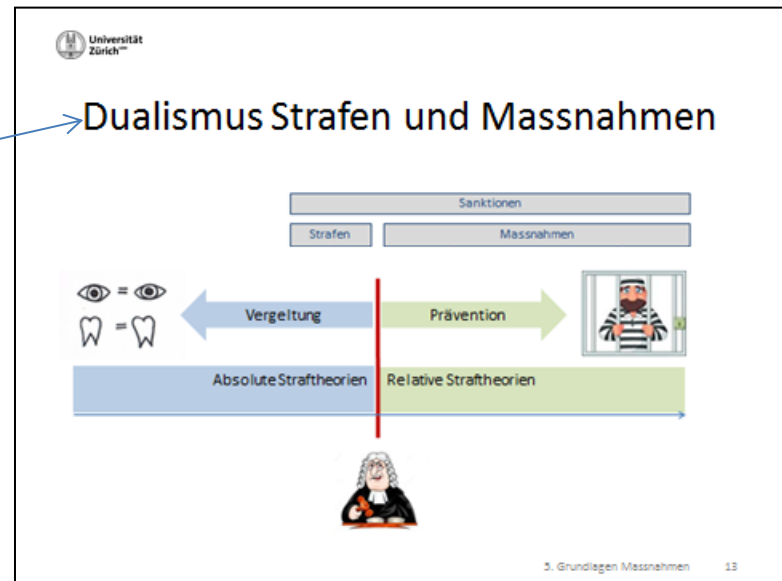 Universität
Zürich
Dualismus Strafen und Massnahmen
Sanktionen
Strafen Massnahmen
Vergeltung Prävention
Absolute Straftheorien Relative Straftheorien
5. Grundlagen Massnahmen 13